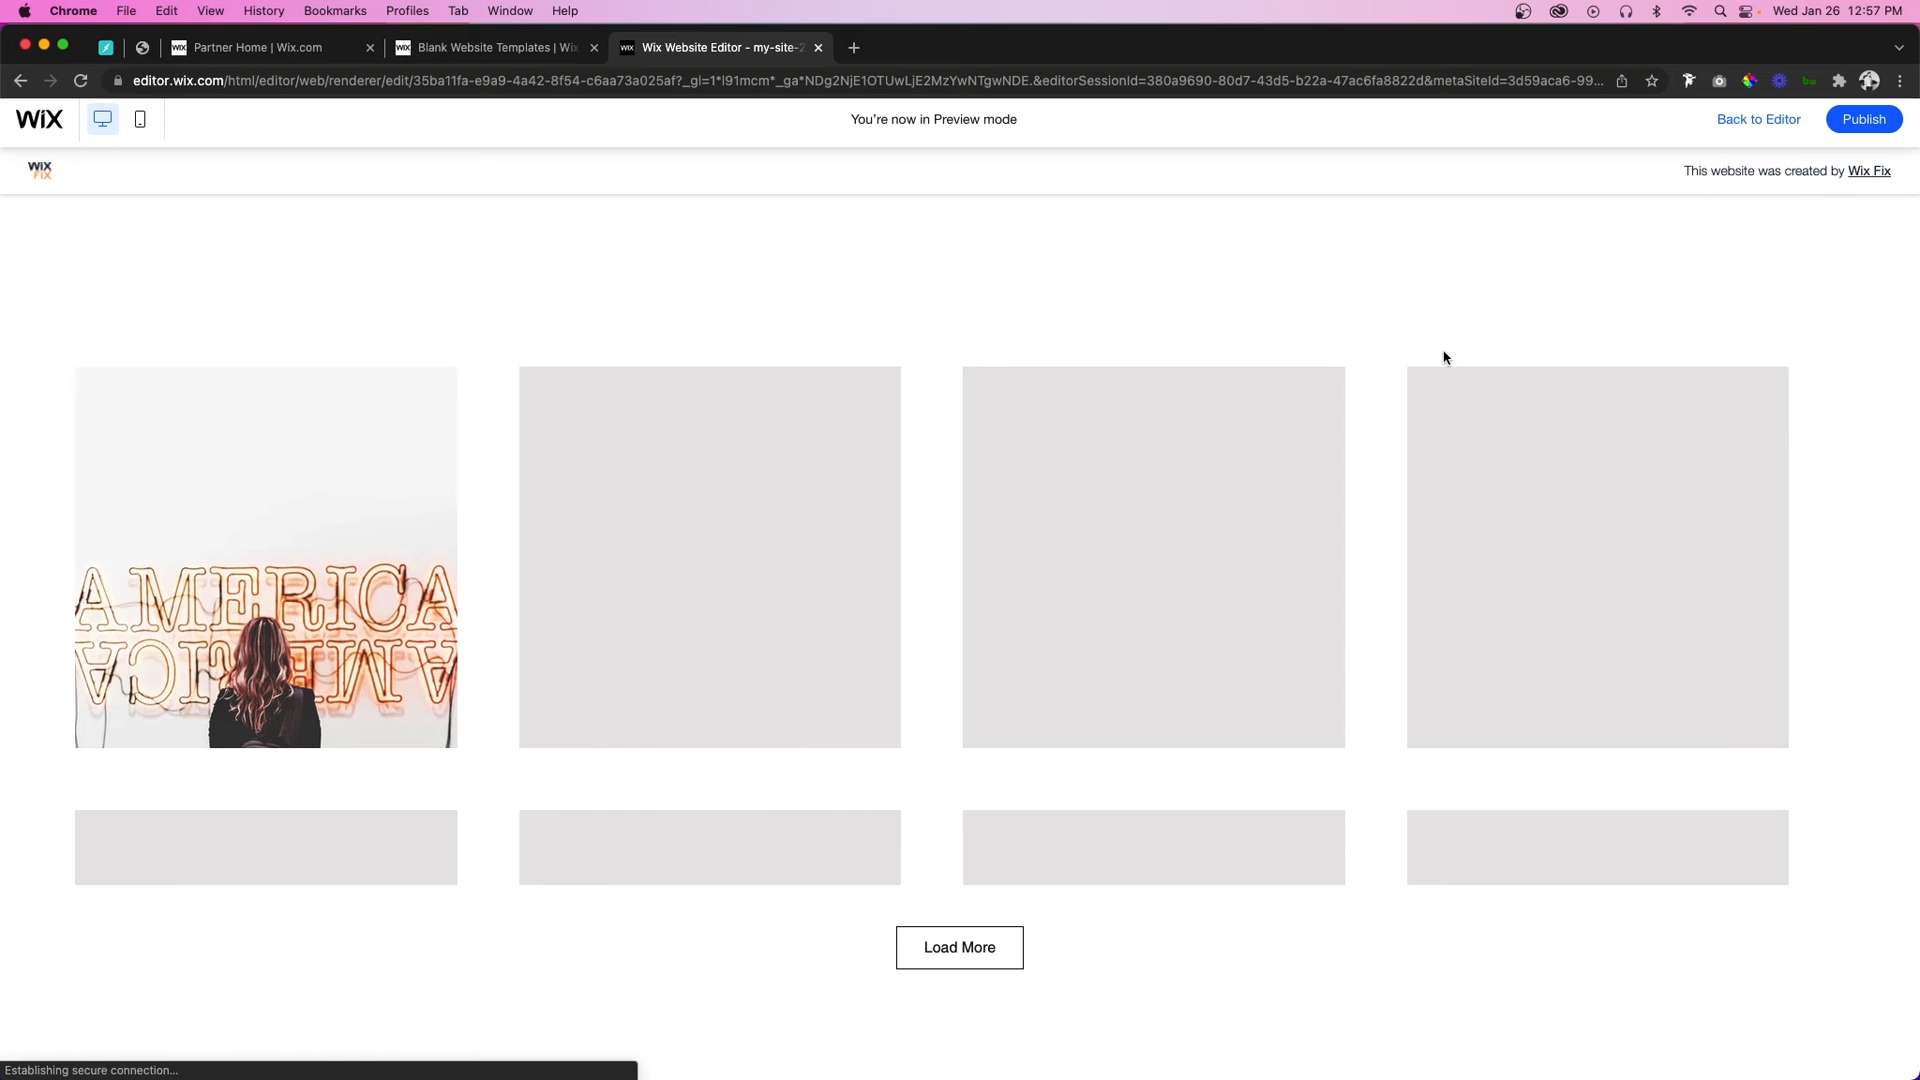 Chrome File Edit View History Bookmarks Profiles Tab Window Help Wed Jan 26 12:57 PM
WIX Partner Home | Wix.com WIX Blank Website Templates | Wix WIX Wix Website Editor - my-site-2
editor.wix.com/html/editor/web/renderer/edit/35ba11fa-e9a9-4a42-8f54-c6aa73a025af?_gl=1*l91mcm*_ga*NDg2NjE1OTUwLjE2MzYwNTgwNDE.&editorSessionId=380a9690-80d7-43d5-b22a-47ac6fa8822d&metaSiteId=3d59aca6-99... bw
WiX You're now in Preview mode Back to Editor Publish
WiX
FIX
This website was created by Wix Fix
AMERICA
Load More
Establishing secure connection...